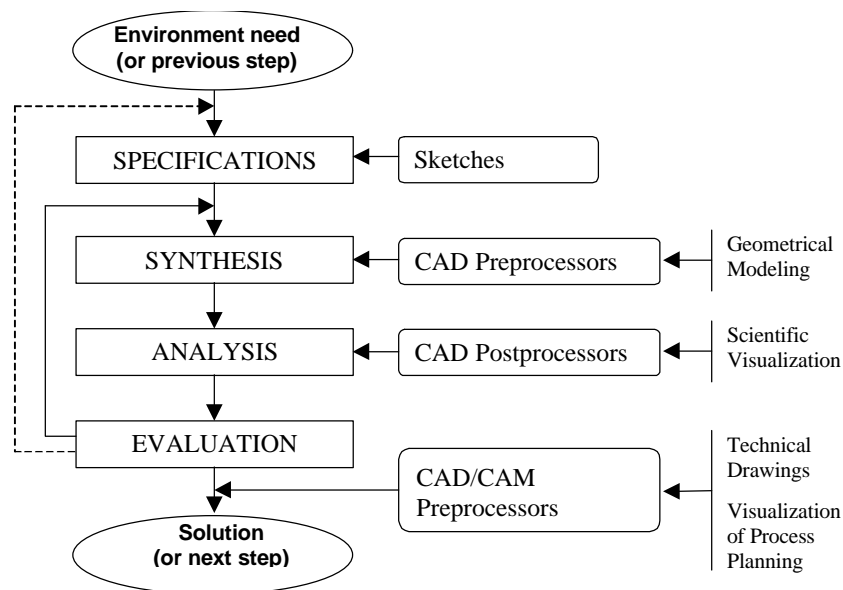 Environment need
(or previous step)
SPECIFICATIONS
Sketches
SYNTHESIS
CAD Preprocessors
Geometrical
Modeling
ANALYSIS
CAD Postprocessors
Scientific
Visualization
EVALUATION
CAD/CAM
Preprocessors
Technical
Drawings
Visualization
of Process
Planning
Solution
(or next step)